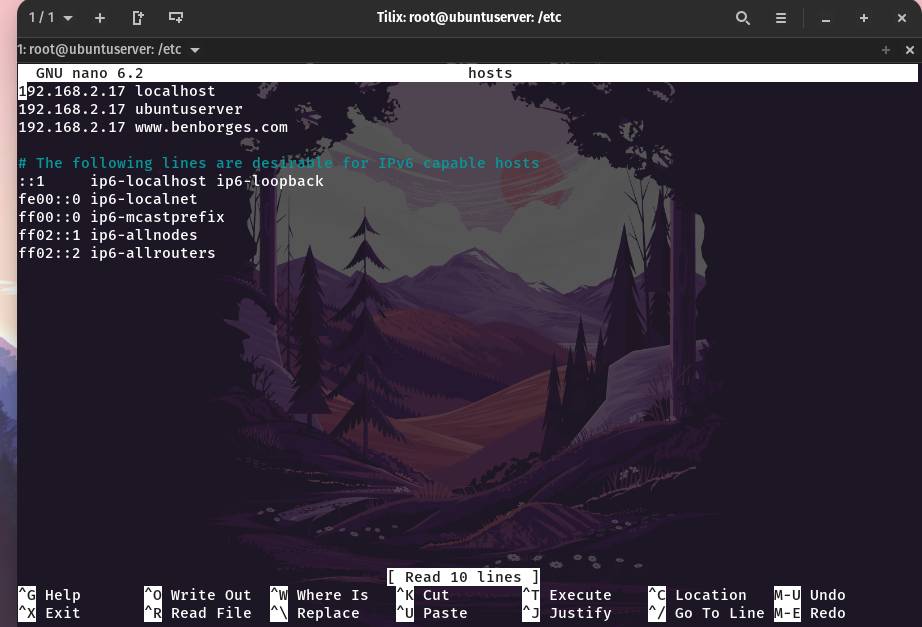 1 / 1
Tilix: root@ubuntuserver: /etc
1: root@ubuntuserver: /etc
GNU nano 6.2 hosts
192.168.2.17 localhost
192.168.2.17 ubuntuserver
192.168.2.17 www.benborges.com
# The following lines are desirable for IPv6 capable hosts
::1 ip6-localhost ip6-loopback
fe00::0 ip6-localnet
ff00::0 ip6-mcastprefix
ff02::1 ip6-allnodes
ff02::2 ip6-allrouters
[ Read 10 lines ]
^G Help ^O Write Out ^W Where Is ^K Cut ^T Execute ^C Location M-U Undo
^X Exit ^R Read File ^\ Replace ^U Paste ^J Justify ^/ Go To Line M-E Redo